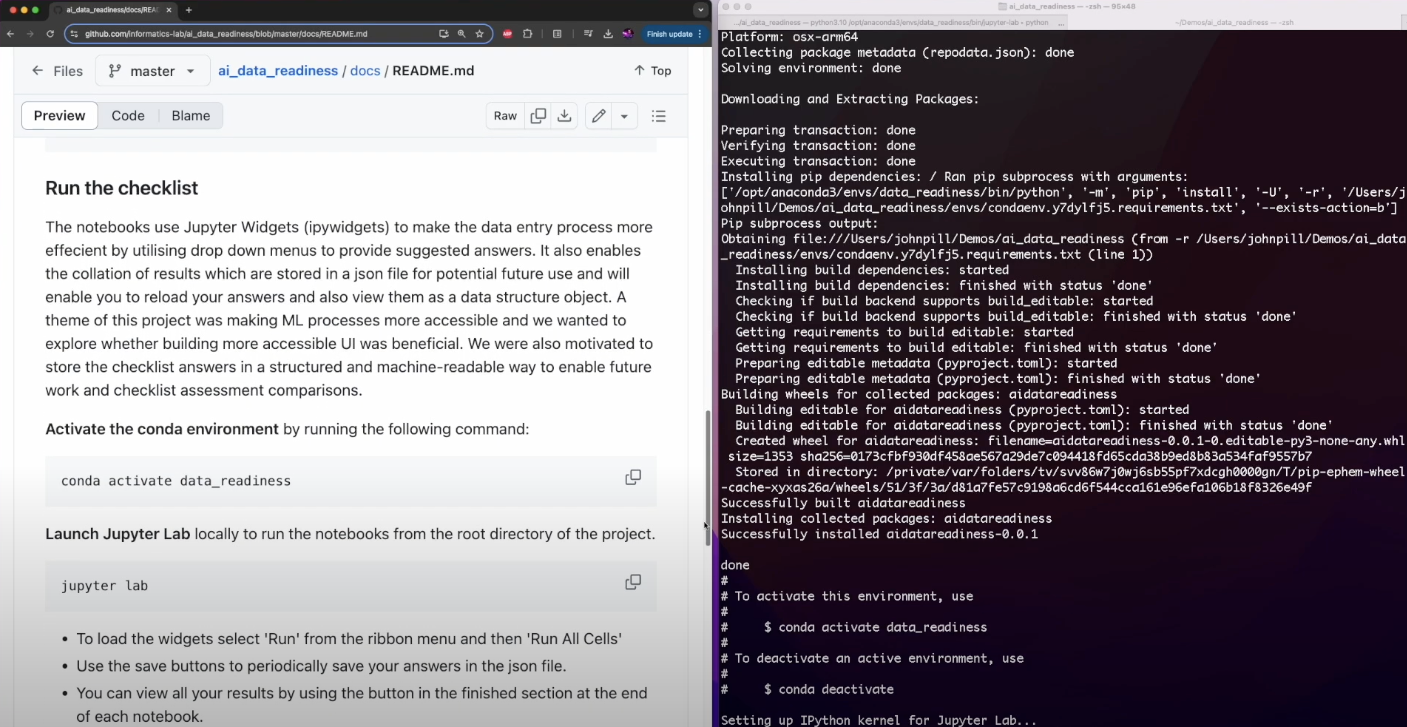 ai_data_readiness/docs/REA
github.com/informatics-lab/ai_data_readiness/blob/master/docs/README.md
Finish update
Files
master
ai_data_readiness / docs / README.md
Top
Preview
Code
Blame
Raw
Run the checklist
The notebooks use Jupyter Widgets (ipywidgets) to make the data entry process more
effecient by utilising drop down menus to provide suggested answers. It also enables
the collation of results which are stored in a json file for potential future use and will
enable you to reload your answers and also view them as a data structure object. A
theme of this project was making ML processes more accessible and we wanted to
explore whether building more accessible UI was beneficial. We were also motivated to
store the checklist answers in a structured and machine-readable way to enable future
work and checklist assessment comparisons.
Activate the conda environment by running the following command:
conda activate data_readiness
Launch Jupyter Lab locally to run the notebooks from the root directory of the project.
jupyter lab
• To load the widgets select 'Run' from the ribbon menu and then 'Run All Cells'
• Use the save buttons to periodically save your answers in the json file.
• You can view all your results by using the button in the finished section at the end
of each notebook.
ai_data_readiness — -zsh — 95×48
.../ai_data_readiness — python3.10 /opt/anaconda3/envs/data_readiness/bin/jupyter-lab • python ...
~/Demos/ai_data_readiness — -zsh
Platform: osx-arm64
Collecting package metadata (repodata.json): done
Solving environment: done
Downloading and Extracting Packages:
Preparing transaction: done
Verifying transaction: done
Executing transaction: done
Installing pip dependencies: / Ran pip subprocess with arguments:
['/opt/anaconda3/envs/data_readiness/bin/python', '-m', 'pip', 'install', '-U', '-r', '/Users/j
ohnpill/Demos/ai_data_readiness/envs/condaenv.y7dylfj5.requirements.txt', '--exists-action=b']
Pip subprocess output:
Obtaining file:///Users/johnpill/Demos/ai_data_readiness (from -r /Users/johnpill/Demos/ai_data
_readiness/envs/condaenv.y7dylfj5.requirements.txt (line 1))
Installing build dependencies: started
Installing build dependencies: finished with status 'done'
Checking if build backend supports build_editable: started
Checking if build backend supports build_editable: finished with status 'done'
Getting requirements to build editable: started
Getting requirements to build editable: finished with status 'done'
Preparing editable metadata (pyproject.toml): started
Preparing editable metadata (pyproject.toml): finished with status 'done'
Building wheels for collected packages: aidatareadiness
Building editable for aidatareadiness (pyproject.toml): started
Building editable for aidatareadiness (pyproject.toml): finished with status 'done'
Created wheel for aidatareadiness: filename=aidatareadiness-0.0.1-0.editable-py3-none-any.whl
size=1353 sha256=0173cfbf930df458ae567a29de7c094418fd65cda38b9ed8b83a534faf9557b7
Stored in directory: /private/var/folders/tv/svv86w7j0wj6sb55pf7xdcgh0000gn/T/pip-ephem-wheel
-cache-xyxas26a/wheels/51/3f/3a/d81a7fe57c9198a6cd6f544cca161e96efa106b18f8326e49f
Successfully built aidatareadiness
Installing collected packages: aidatareadiness
Successfully installed aidatareadiness-0.0.1
done
#
# To activate this environment, use
#
# $ conda activate data_readiness
#
# To deactivate an active environment, use
#
# $ conda deactivate
Setting up IPython kernel for Jupyter Lab...